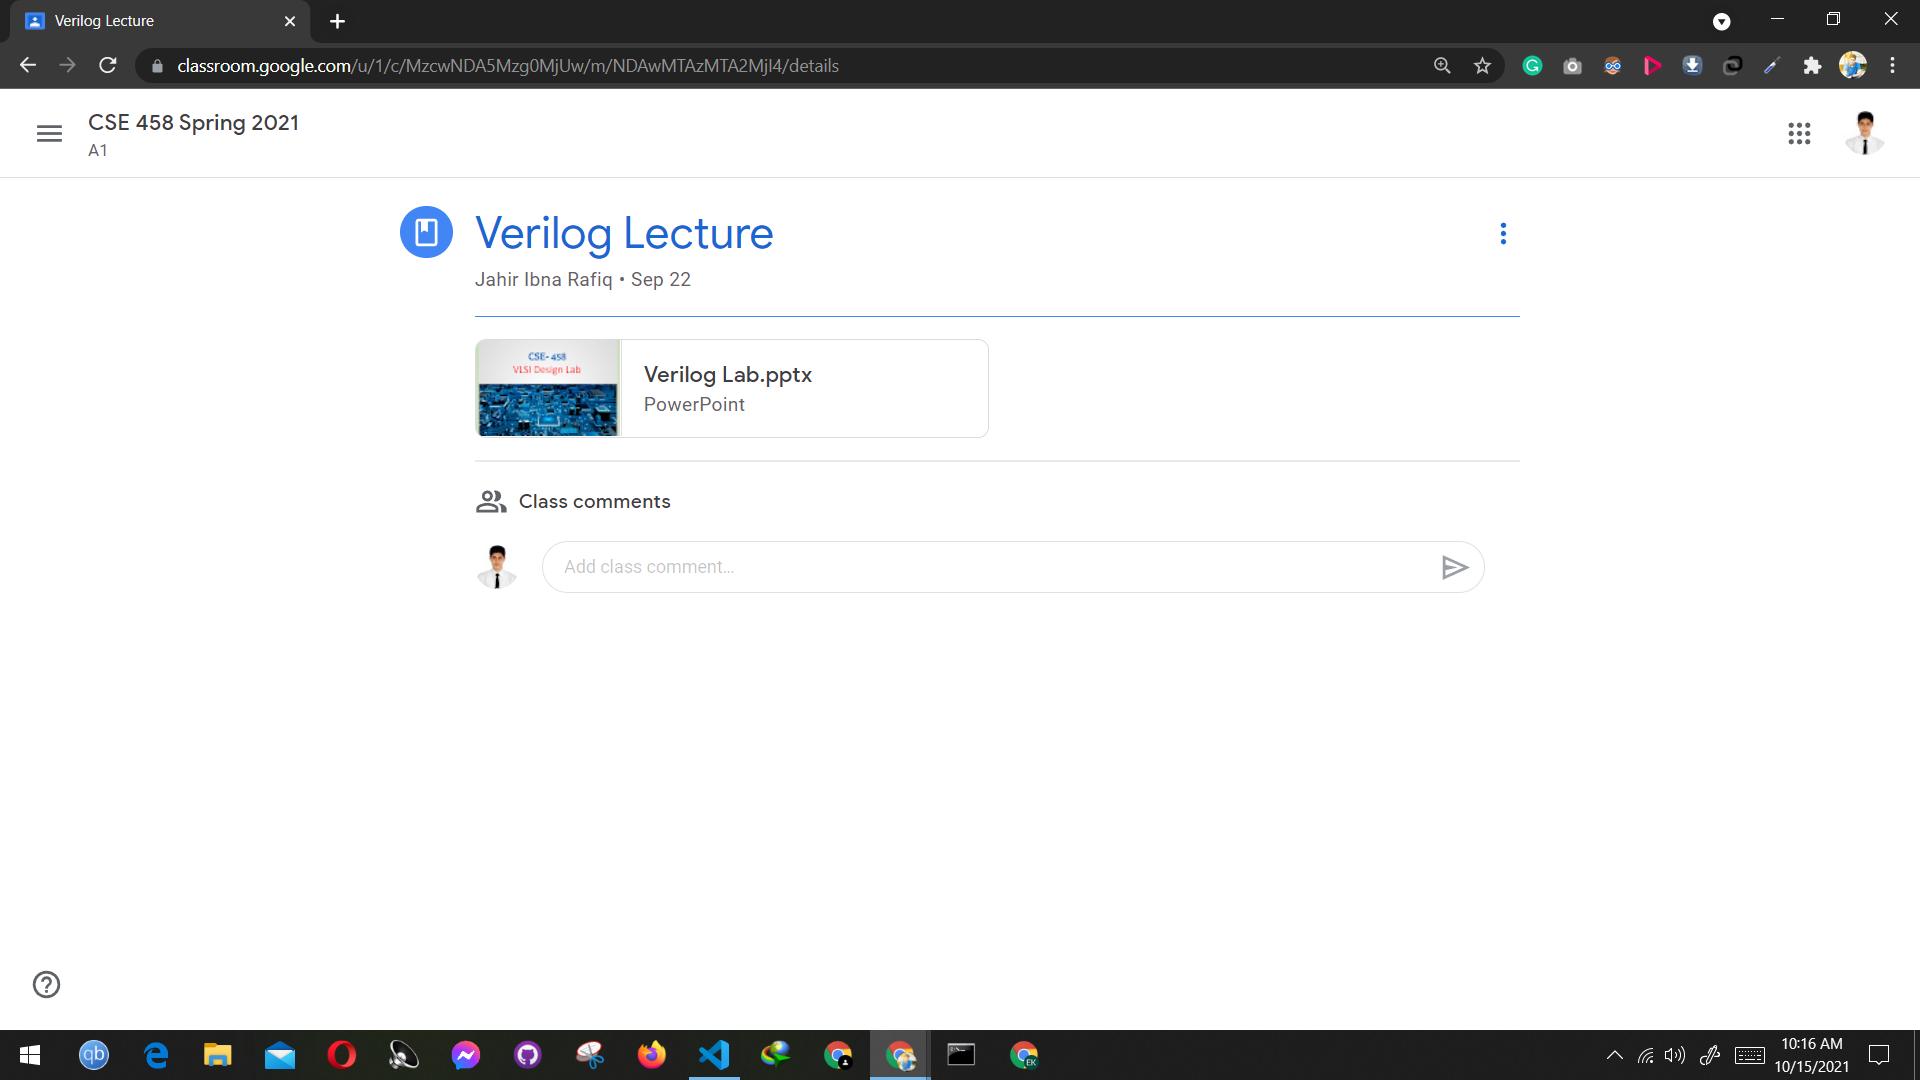 Verilog Lecture
classroom.google.com/u/1/c/MzcwNDA5Mzg0MjUw/m/NDAwMTAzMTA2MjI4/details
CSE 458 Spring 2021
A1
Verilog Lecture
Jahir Ibna Rafiq • Sep 22
CSE- 458
VLSI Design Lab
Verilog Lab.pptx
PowerPoint
Class comments
Add class comment...
qb
EK
10:16 AM
10/15/2021